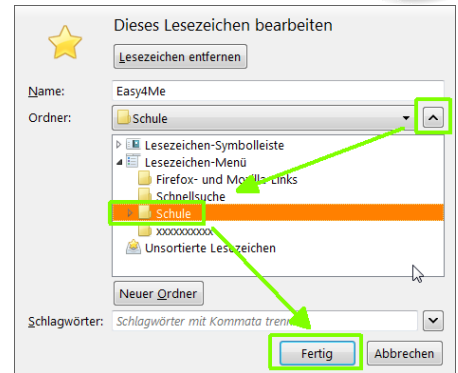 Dieses Lesezeichen bearbeiten
Lesezeichen entfernen
Name: Easy4Me
Ordner: Schule
Lesezeichen-Symbolleiste
Lesezeichen-Menü
Firefox- und Mozilla-Links
Schnellsuche
Schule
xxxxxxxxxx
Unsortierte Lesezeichen
Neuer Ordner
Schlagwörter: Schlagwörter mit Kommata trennen
Fertig Abbrechen